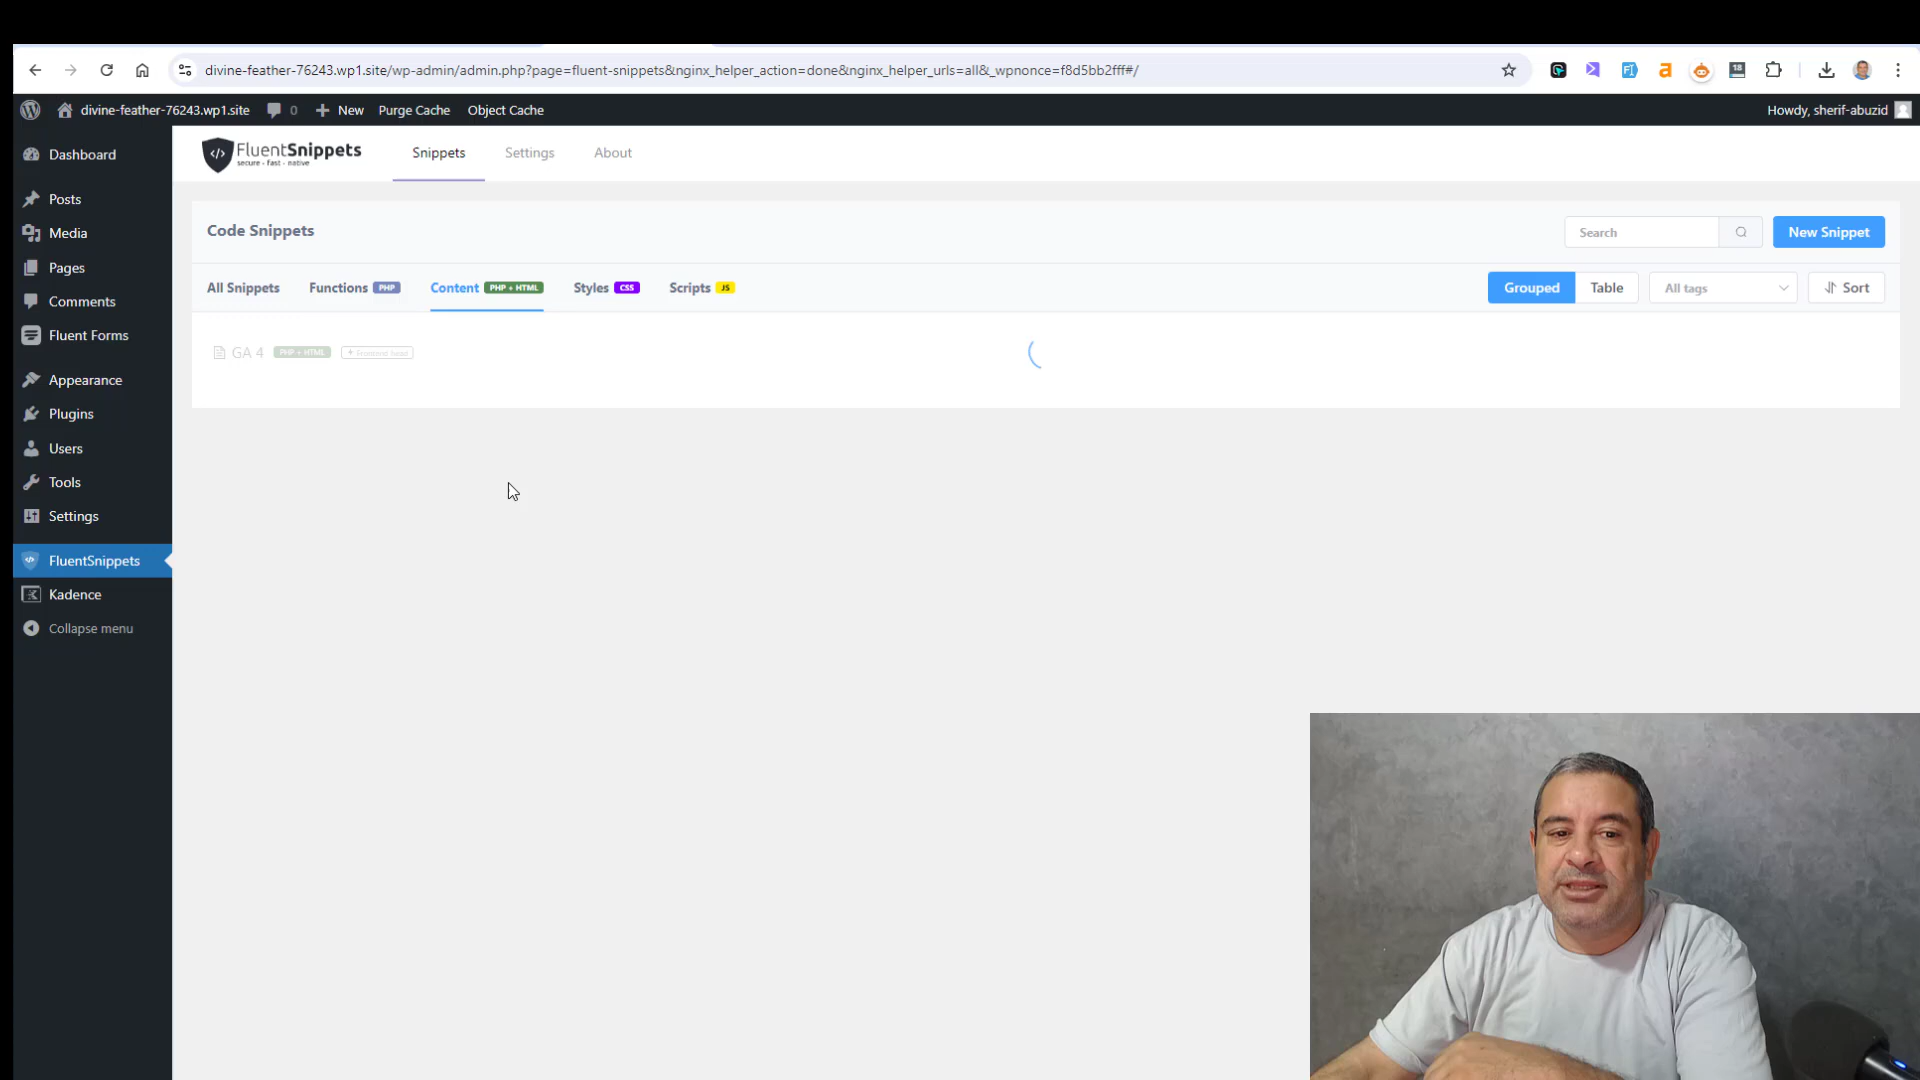 divine-feather-76243.wp1.site/wp-admin/admin.php?page=fluent-snippets&nginx_helper_action=done&nginx_helper_urls=all&_wpnonce=f8d5bb2fff#/
18
divine-feather-76243.wp1.site 0 New Purge Cache Object Cache Howdy, sherif-abuzid
Dashboard
Posts
Media
Pages
Comments
Fluent Forms
Appearance
Plugins
Users
Tools
Settings
FluentSnippets
Kadence
Collapse menu
FluentSnippets
secure - fast - native
Snippets Settings About
Code Snippets
Search
New Snippet
All Snippets Functions PHP Content PHP + HTML Styles CSS Scripts JS
Grouped Table All tags Sort
GA 4 PHP + HTML Frontend head